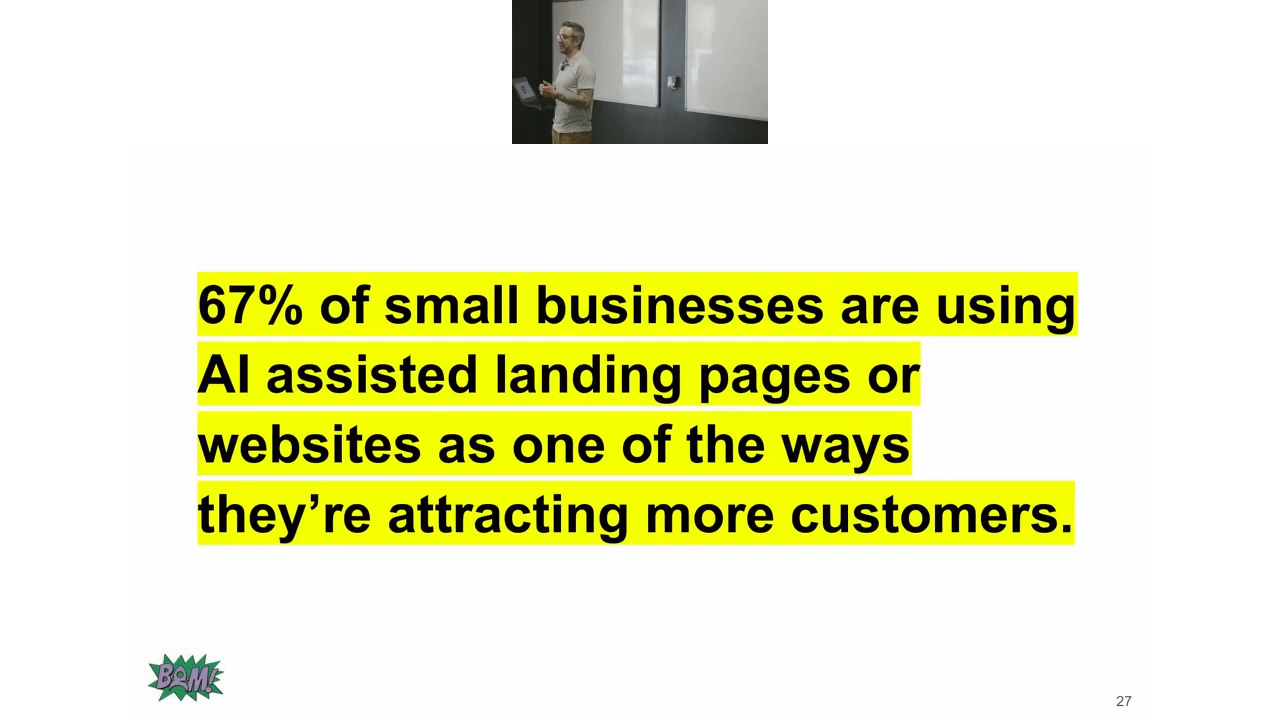 67% of small businesses are using
AI assisted landing pages or
websites as one of the ways
they’re attracting more customers.
BAM!
27